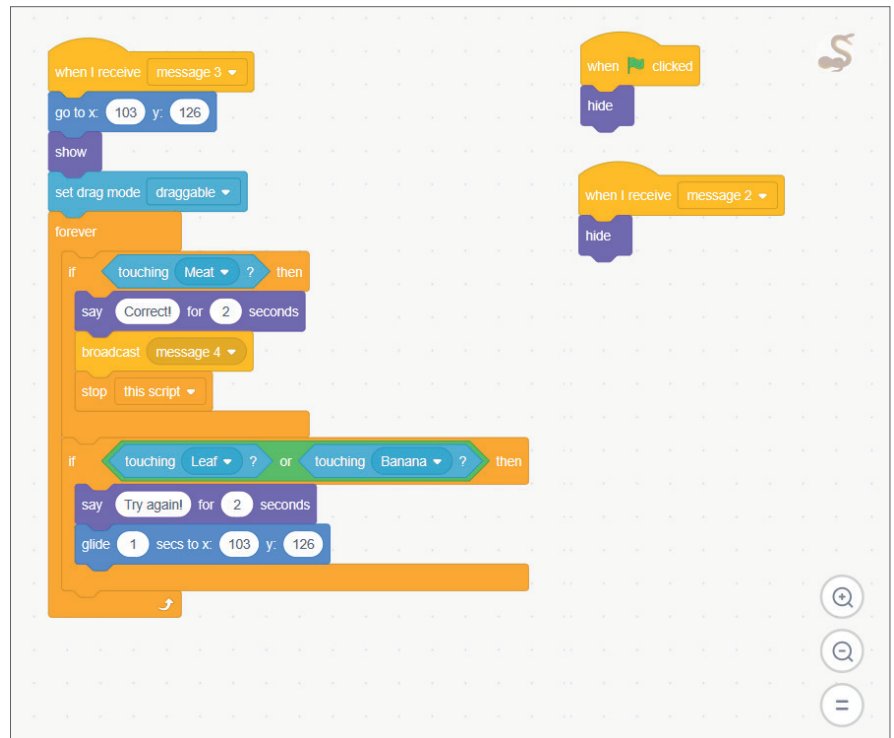 when I receive message 3
go to x: 103 y: 126
show
set drag mode draggable
forever
if touching Meat ? then
say Correct! for 2 seconds
broadcast message 4
stop this script
if touching Leaf ? or touching Banana ? then
say Try again! for 2 seconds
glide 1 secs to x: 103 y: 126
when clicked
hide
when I receive message 2
hide